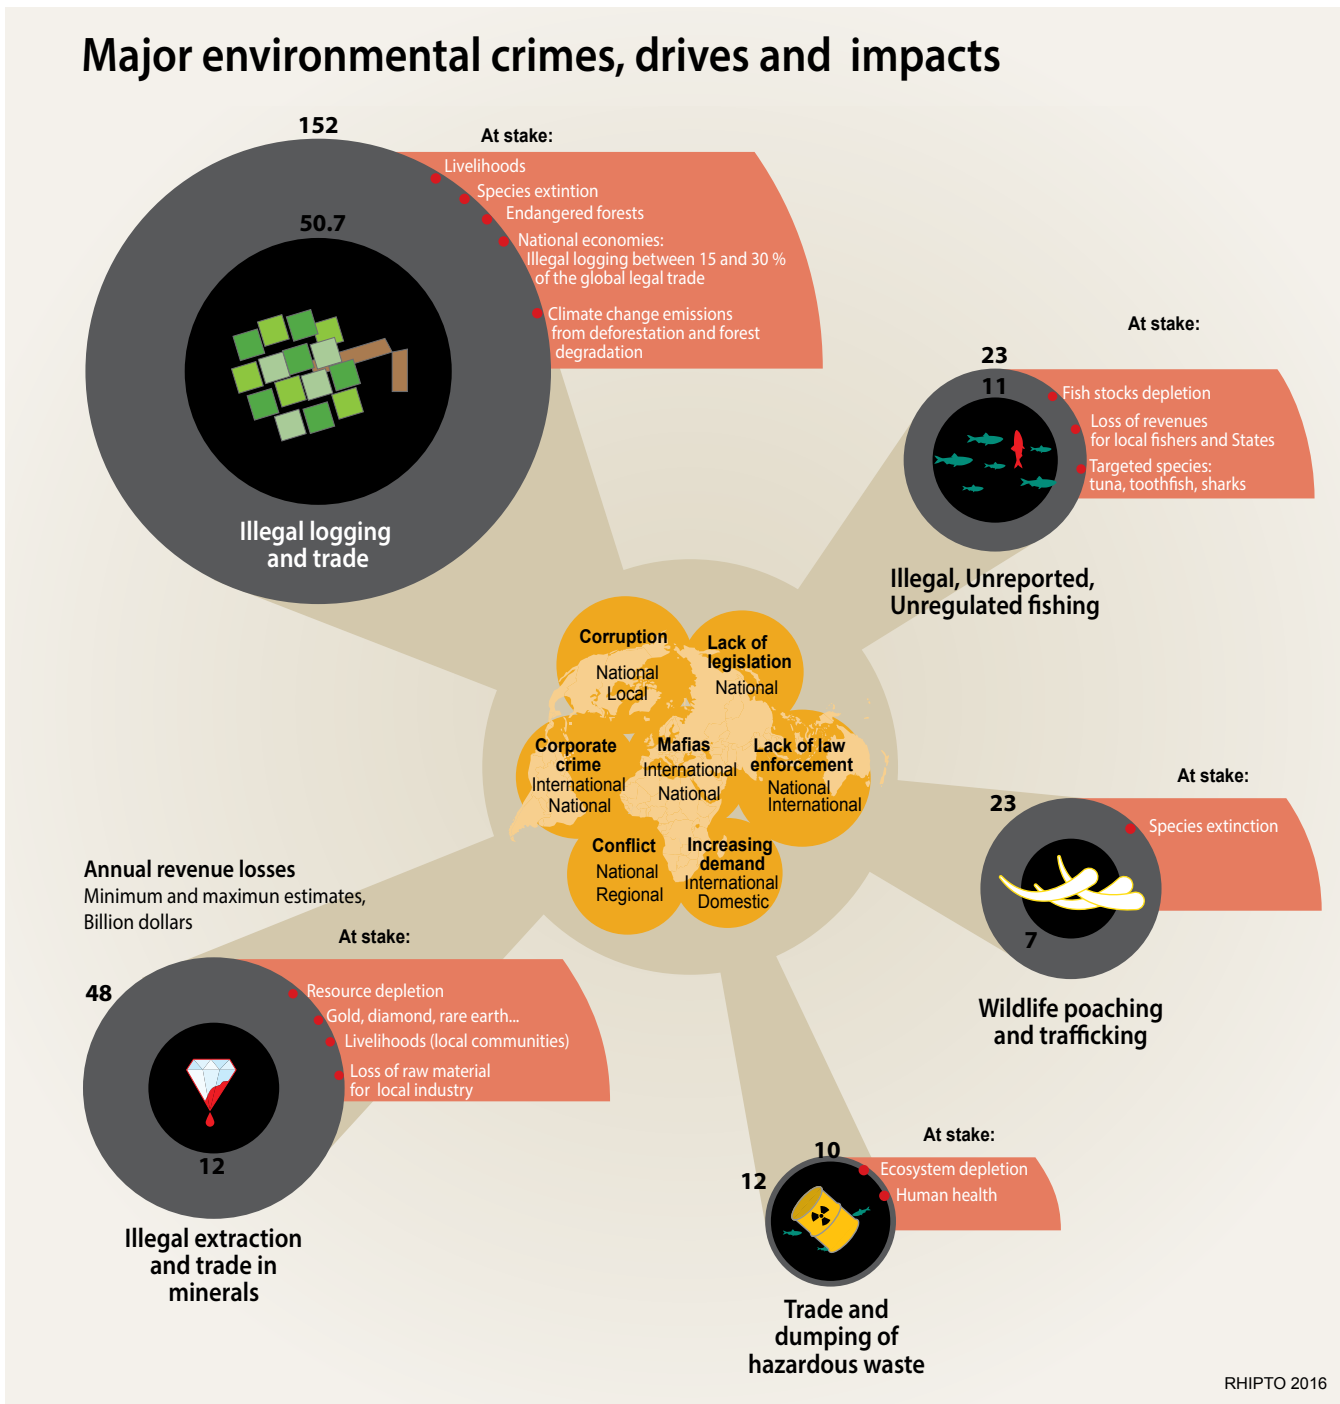 Major environmental crimes, drives and impacts
152
50.7
Illegal logging
and trade
At stake:
Livelihoods
Species extintion
Endangered forests
National economies:
Illegal logging between 15 and 30 %
of the global legal trade
Climate change emissions
from deforestation and forest
degradation
At stake:
23
11
Fish stocks depletion
Loss of revenues
for local fishers and States
Targeted species:
tuna, toothfish, sharks
Illegal, Unreported,
Unregulated fishing
Corruption
National
Local
Lack of
legislation
National
Corporate
crime
International
National
Mafias
International
National
Lack of law
enforcement
National
International
Conflict
National
Regional
Increasing
demand
International
Domestic
At stake:
23
7
Species extinction
Wildlife poaching
and trafficking
Annual revenue losses
Minimum and maximun estimates,
Billion dollars
At stake:
48
12
Resource depletion
Gold, diamond, rare earth...
Livelihoods (local communities)
Loss of raw material
for local industry
Illegal extraction
and trade in
minerals
At stake:
10
12
Ecosystem depletion
Human health
Trade and
dumping of
hazardous waste
RHIPTO 2016